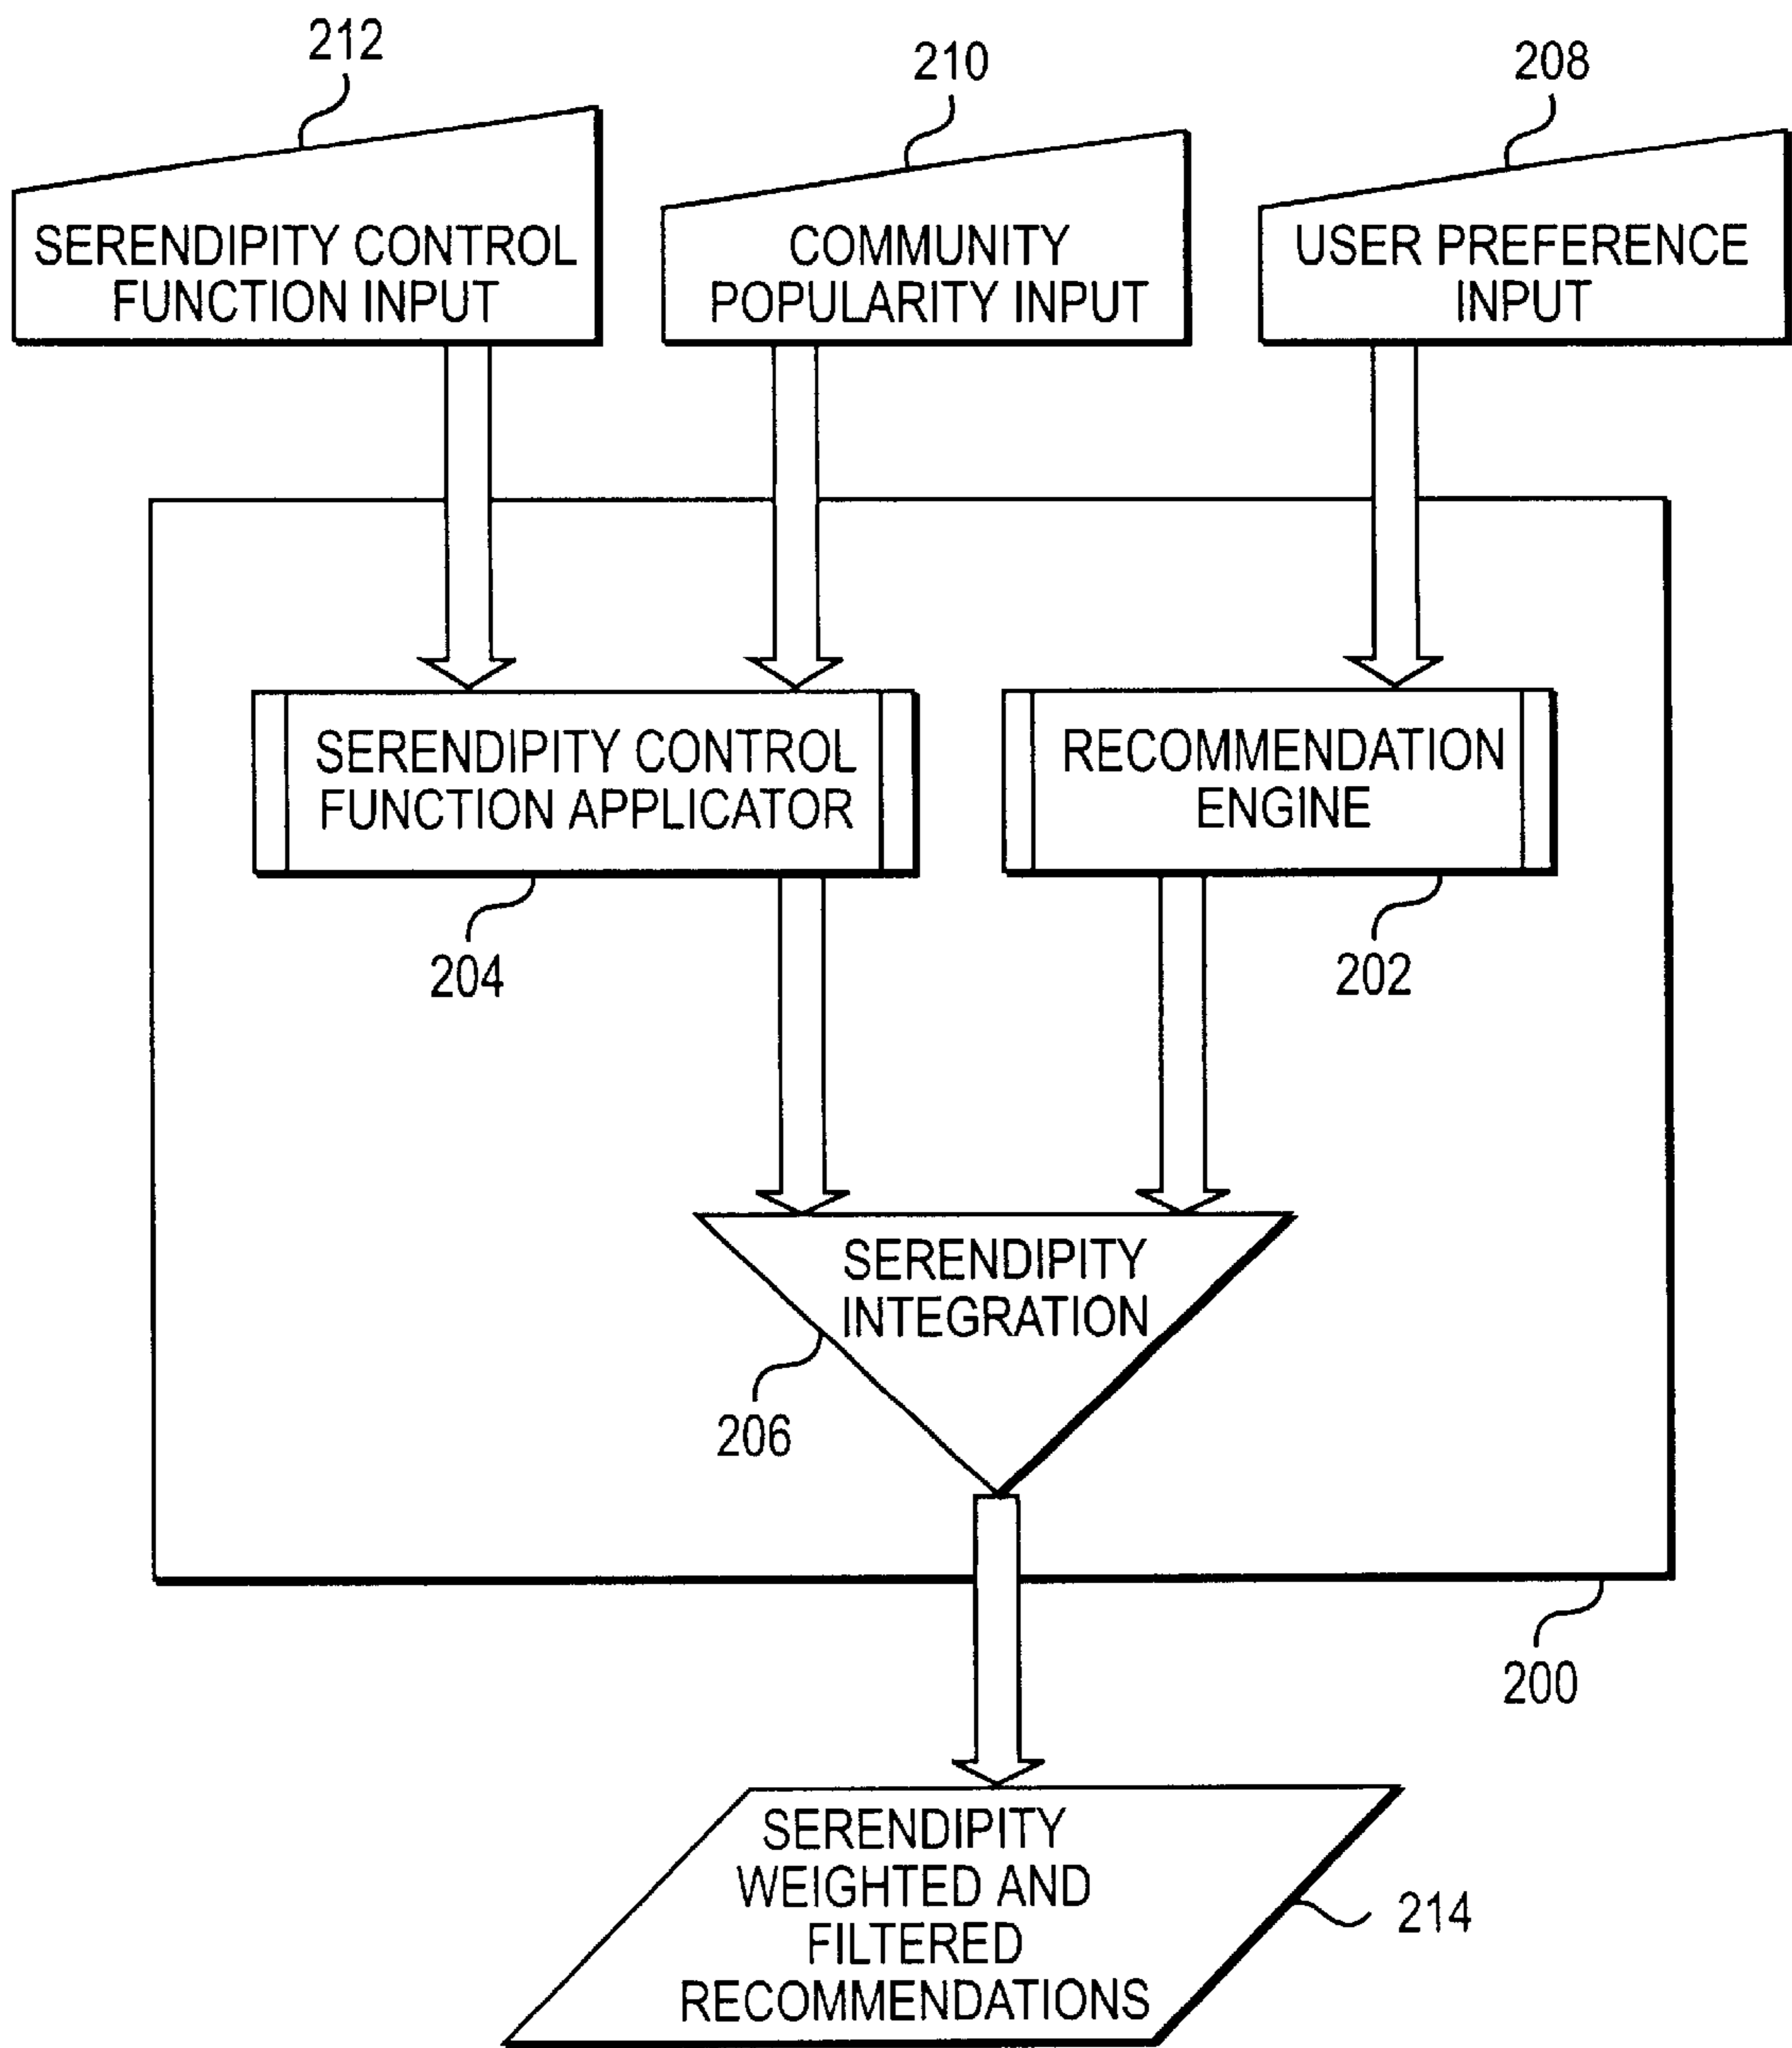 212
210
208
SERENDIPITY CONTROL
FUNCTION INPUT
COMMUNITY
POPULARITY INPUT
USER PREFERENCE
INPUT
SERENDIPITY CONTROL
FUNCTION APPLICATOR
RECOMMENDATION
ENGINE
204
202
SERENDIPITY
INTEGRATION
206
200
SERENDIPITY
WEIGHTED AND
FILTERED
RECOMMENDATIONS
214